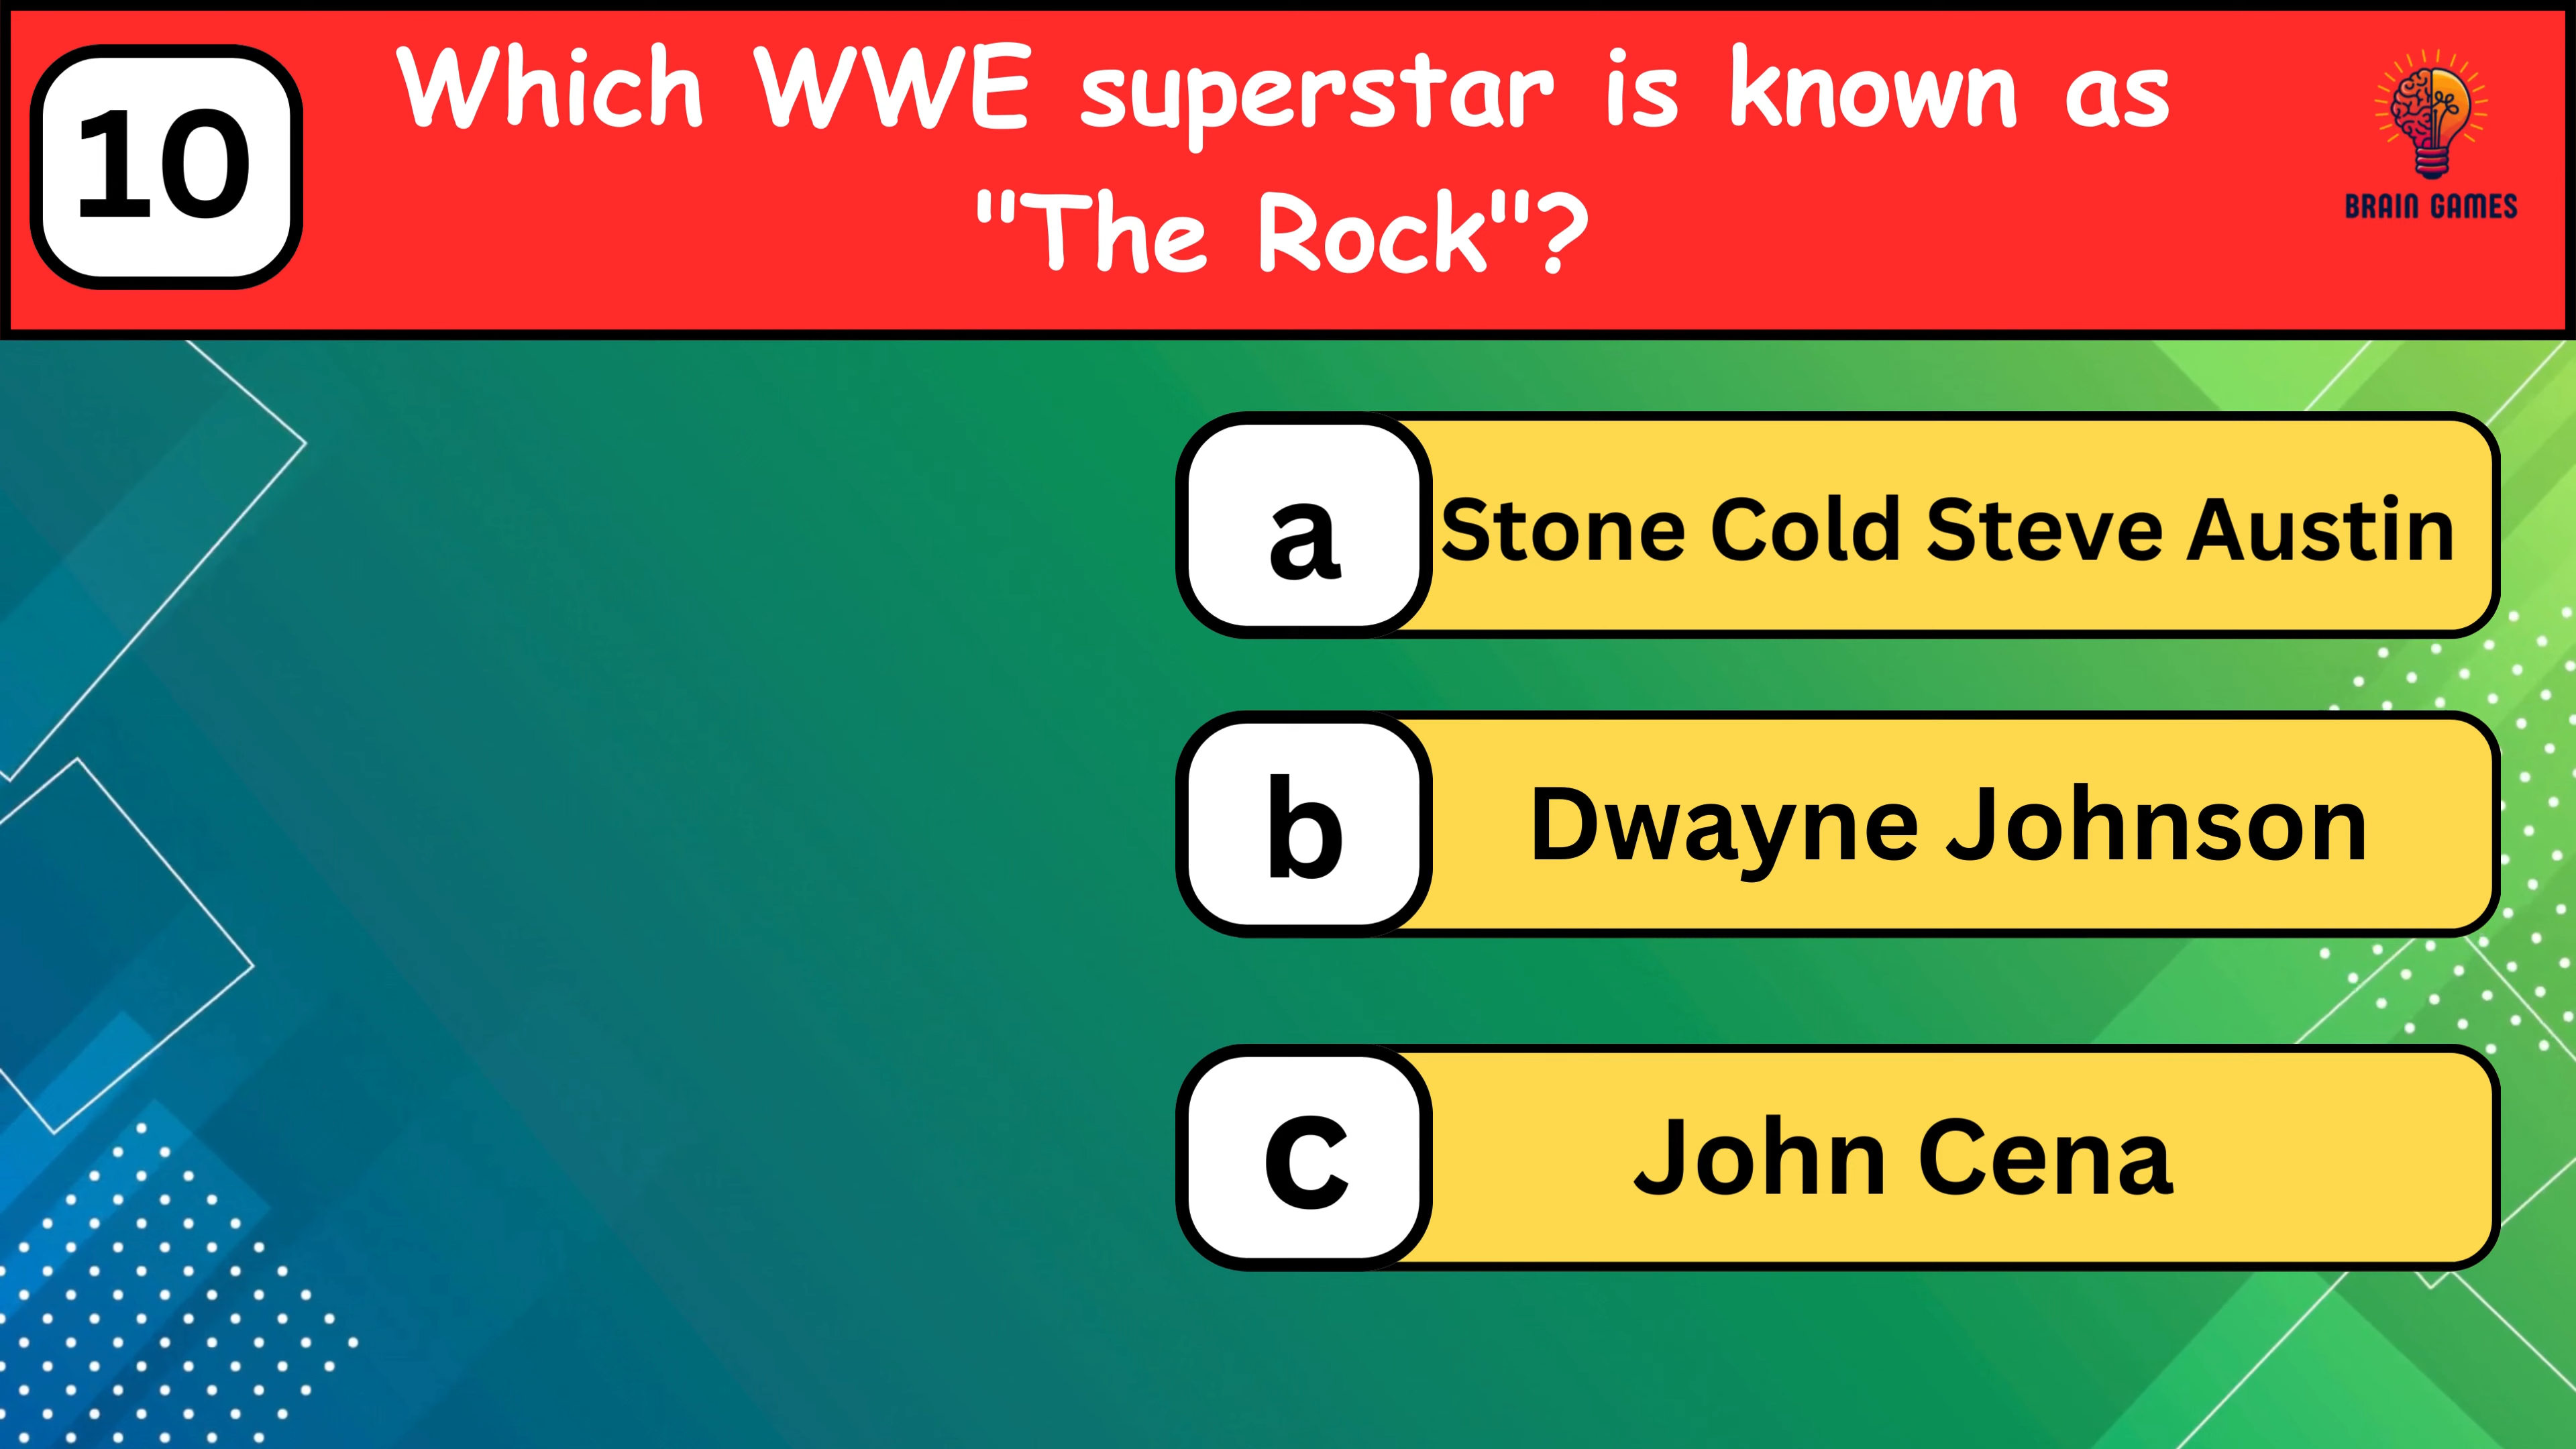 10
Which WWE superstar is known as
"The Rock"?
BRAIN GAMES
a
Stone Cold Steve Austin
b
Dwayne Johnson
c
John Cena